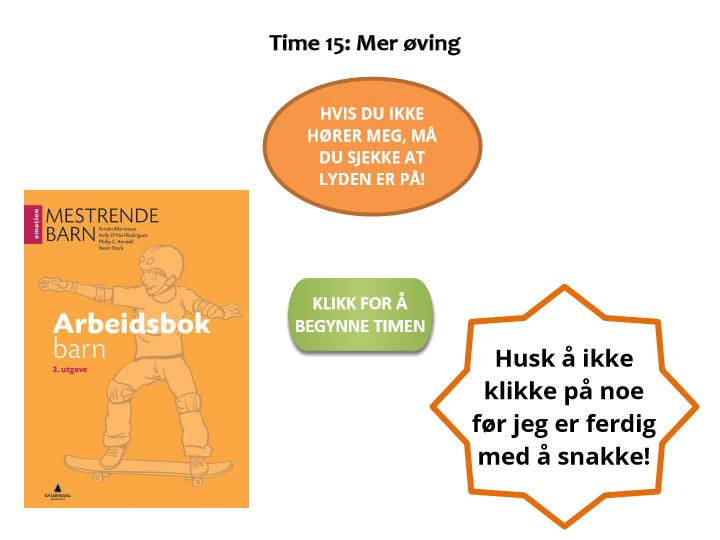 Time 15: Mer øving
HVIS DU IKKE
HØRER MEG, MÅ
DU SJEKKE AT
LYDEN ER PÅ!
emotion
MESTRENDE
BARN
Kristin Martinsen
Kelly O'Neil Rodriguez
Philip C. Kendall
Kevin Stark
Arbeidsbok
barn
2. utgave
GYLDENDAL
KLIKK FOR Å
BEGYNNE TIMEN
Husk å ikke
klikke på noe
før jeg er ferdig
med å snakke!